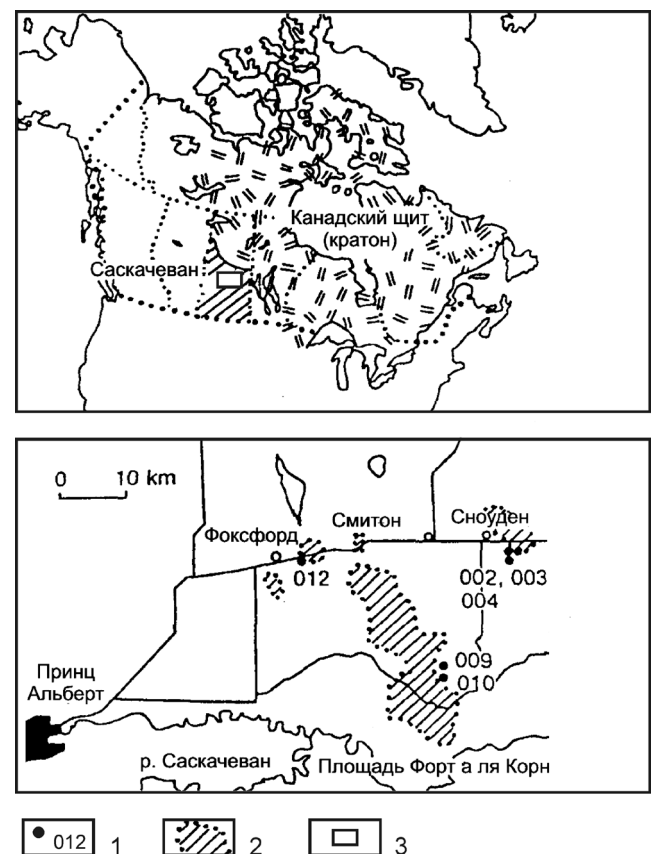 Канадский щит
(кратон)
Саскачеван
0 10 km
Смитон
Сноуден
Фоксфорд
012
002, 003
004
009
010
Принц
Альберт
р. Саскачеван
Площадь Форт а ля Корн
012 1
2
3